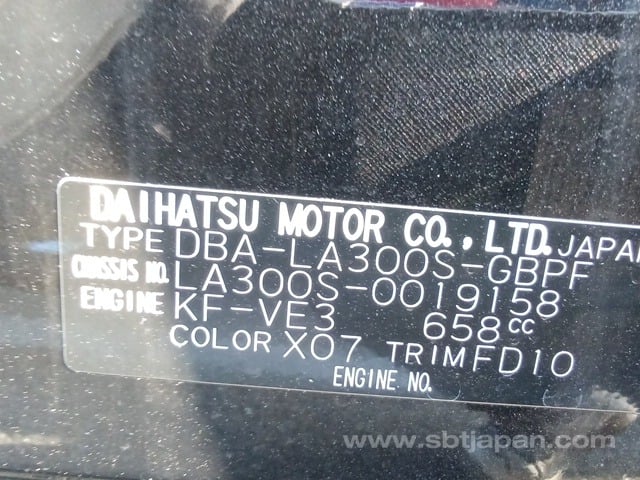 DAIHATSU MOTOR CO., LTD. JAPAN
TYPE DBA-LA300S-GBPF
CHASSIS NO. LA300S-0019158
ENGINE KF-VE3 658cc
COLOR X07 TRIM FD10
ENGINE NO.
www.sbtjapan.com